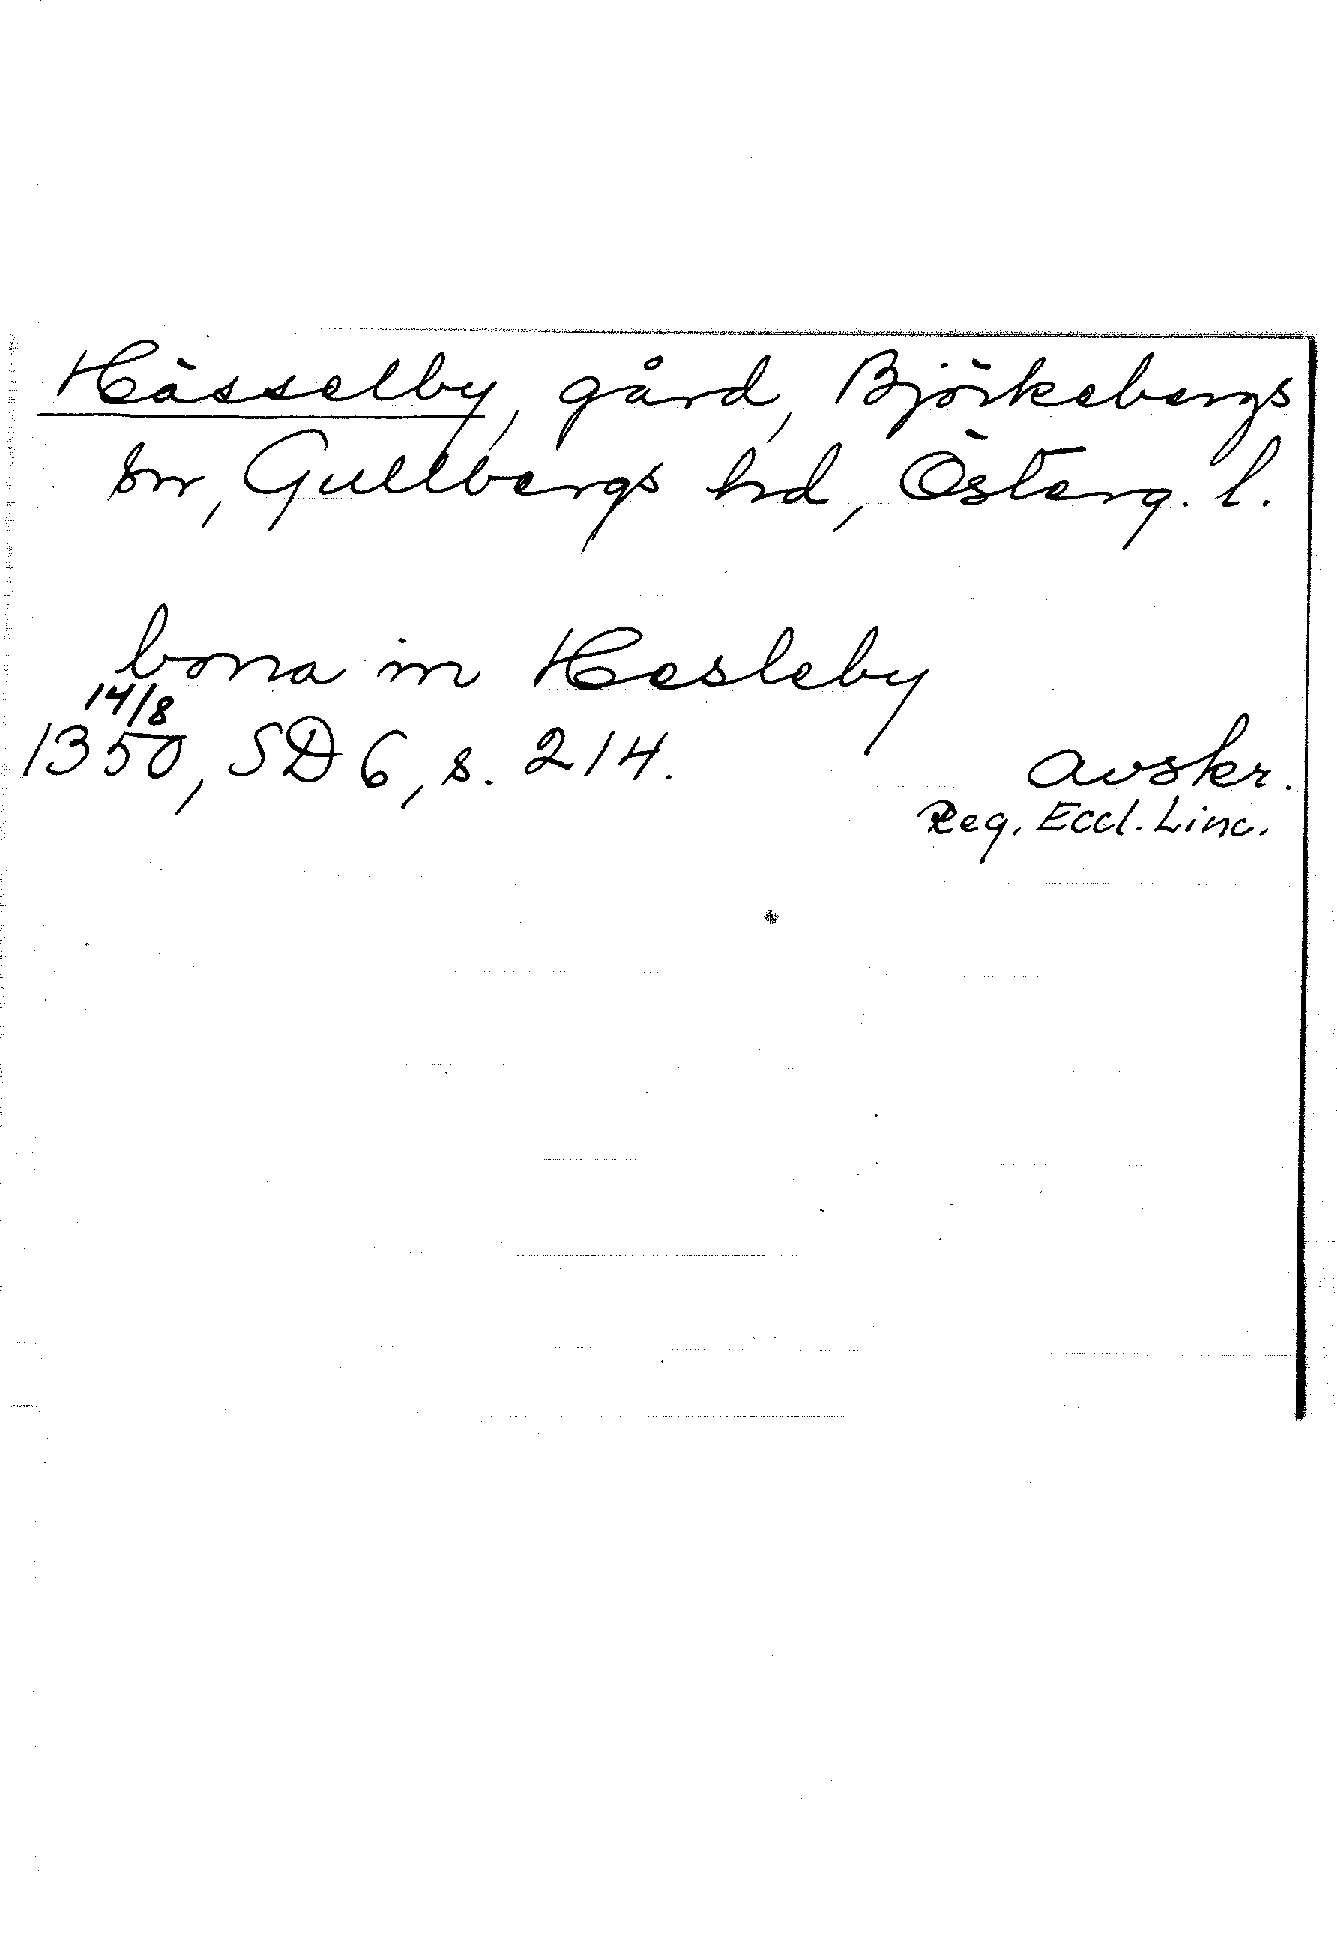 Hässelby, gård, Björkebergs
sn, Gullbergs hd, Österg. l.
bona in Hesleby
14/8
1350, SD 6, s. 214.
avskr.
Reg. Eccl. Linc.